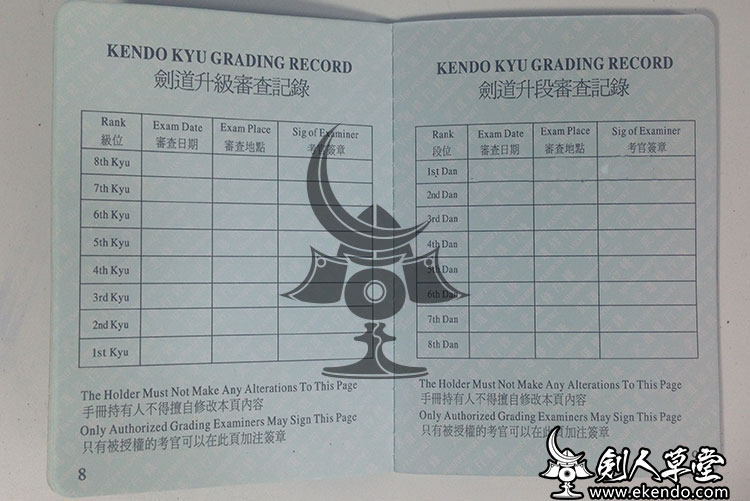 KENDO KYU GRADING RECORD
劍道升級審查記錄
Rank Exam Date Exam Place Sig of Examiner
級位 審查日期 審查地點 考官簽章
8th Kyu
7th Kyu
6th Kyu
5th Kyu
4th Kyu
3rd Kyu
2nd Kyu
1st Kyu
The Holder Must Not Make Any Alterations To This Page
手冊持有人不得擅自修改本頁內容
Only Authorized Grading Examiners May Sign This Page
只有被授權的考官可以在此頁加注簽章
8
KENDO KYU GRADING RECORD
劍道升段審查記錄
Rank Exam Date Exam Place Sig of Examiner
段位 審查日期 審查地點 考官簽章
1st Dan
2nd Dan
3rd Dan
4th Dan
5th Dan
6th Dan
7th Dan
8th Dan
The Holder Must Not Make Any Alterations To This Page
手冊持有人不得擅自修改本頁內容
Only Authorized Grading Examiners May Sign This Page
只有被授權的考官可以在此頁加注簽章
劍人草堂
www.ekendo.com